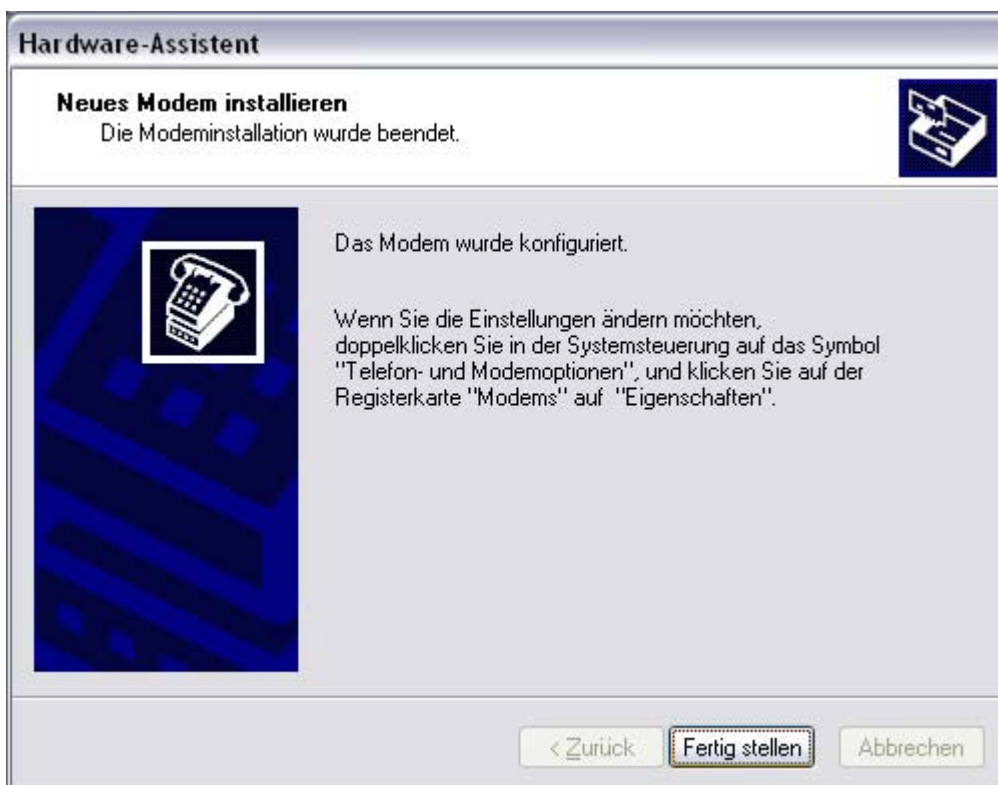 Hardware-Assistent
Neues Modem installieren
Die Modeminstallation wurde beendet.
Das Modem wurde konfiguriert.
Wenn Sie die Einstellungen ändern möchten,
doppelklicken Sie in der Systemsteuerung auf das Symbol
"Telefon- und Modemoptionen", und klicken Sie auf der
Registerkarte "Modems" auf "Eigenschaften".
< Zurück Fertig stellen Abbrechen